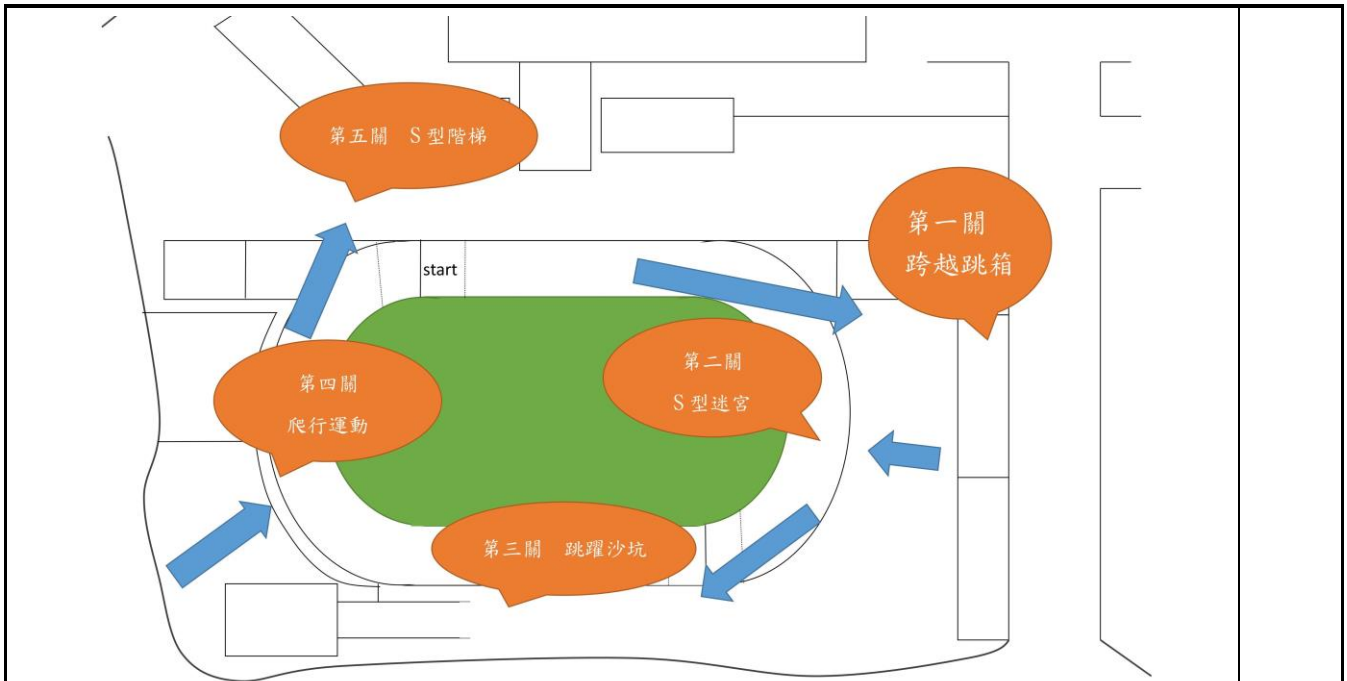 第五關 S型階梯
第一關
跨越跳箱
start
第二關
S型迷宮
第四關
爬行運動
第三關 跳躍沙坑